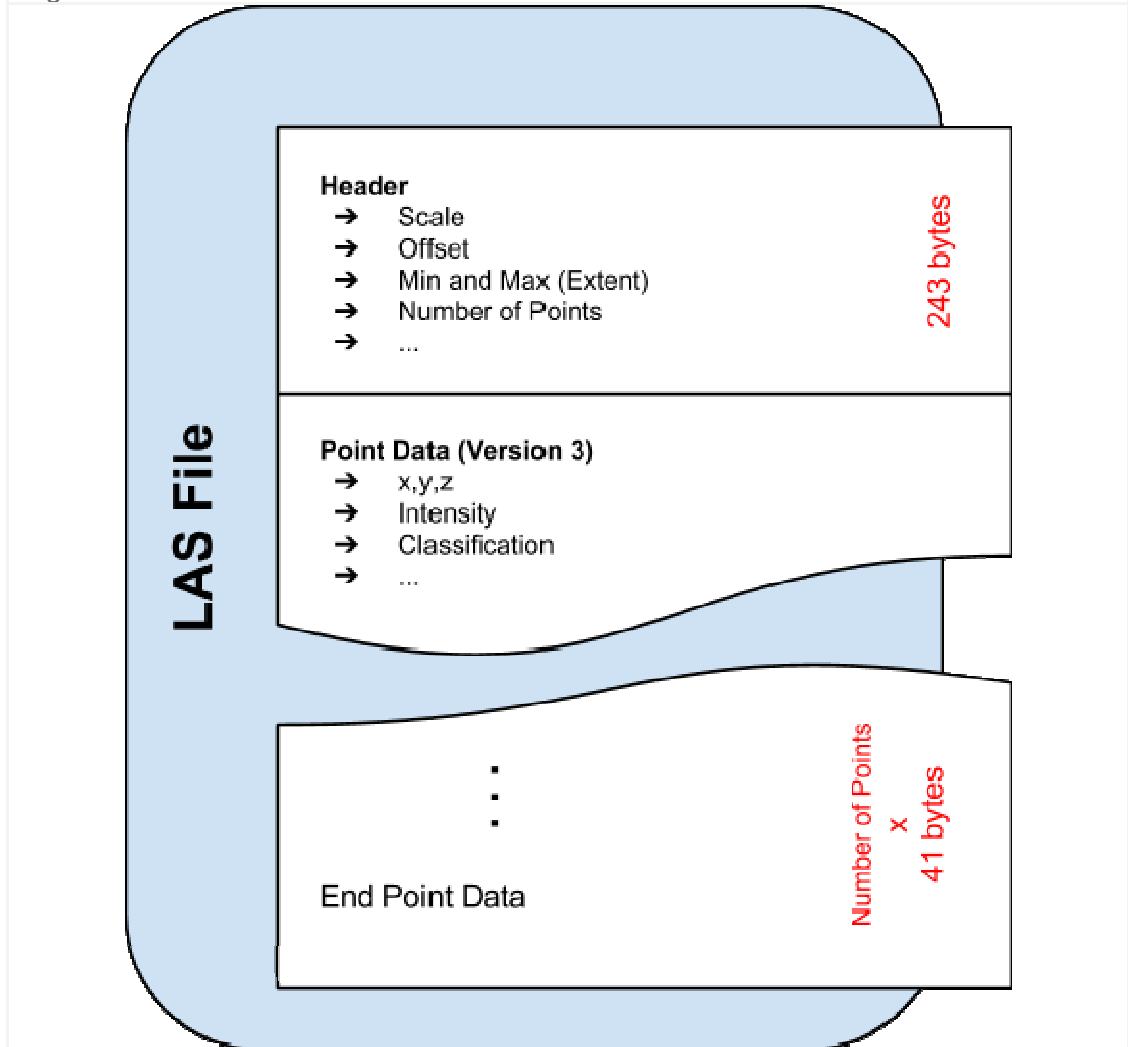 LAS File
Header
➔ Scale
➔ Offset
➔ Min and Max (Extent)
➔ Number of Points
➔ ...
243 bytes
Point Data (Version 3)
➔ x,y,z
➔ Intensity
➔ Classification
➔ ...
End Point Data
Number of Points
x
41 bytes